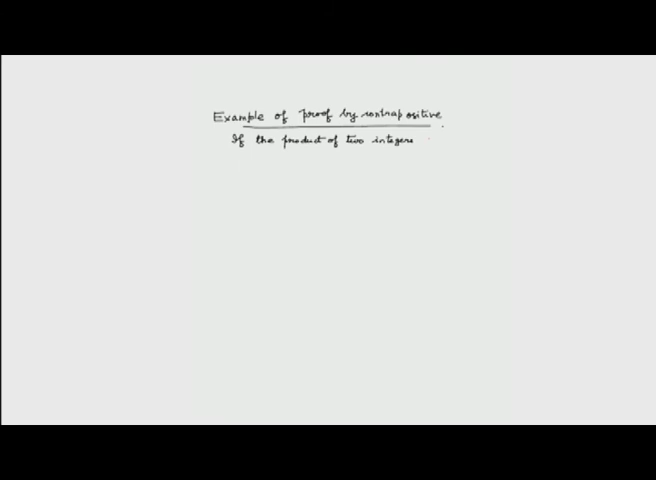 Example of proof by contrapositive
If the product of two integers